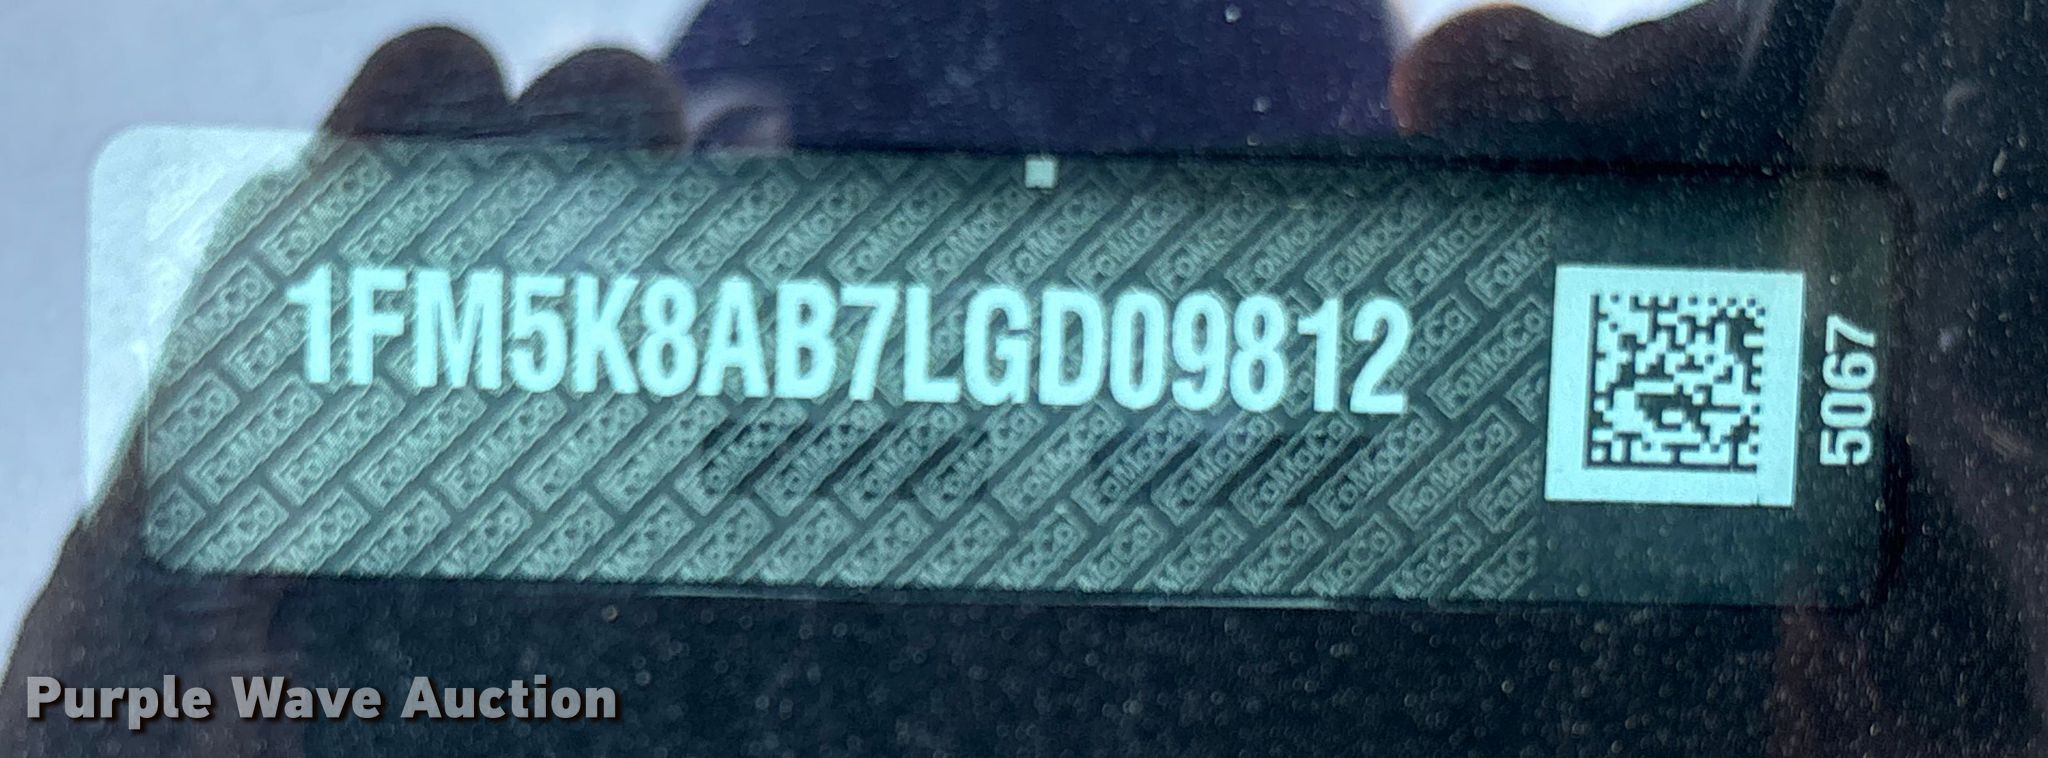 1FM5K8AB7LGD09812
5067
Purple Wave Auction